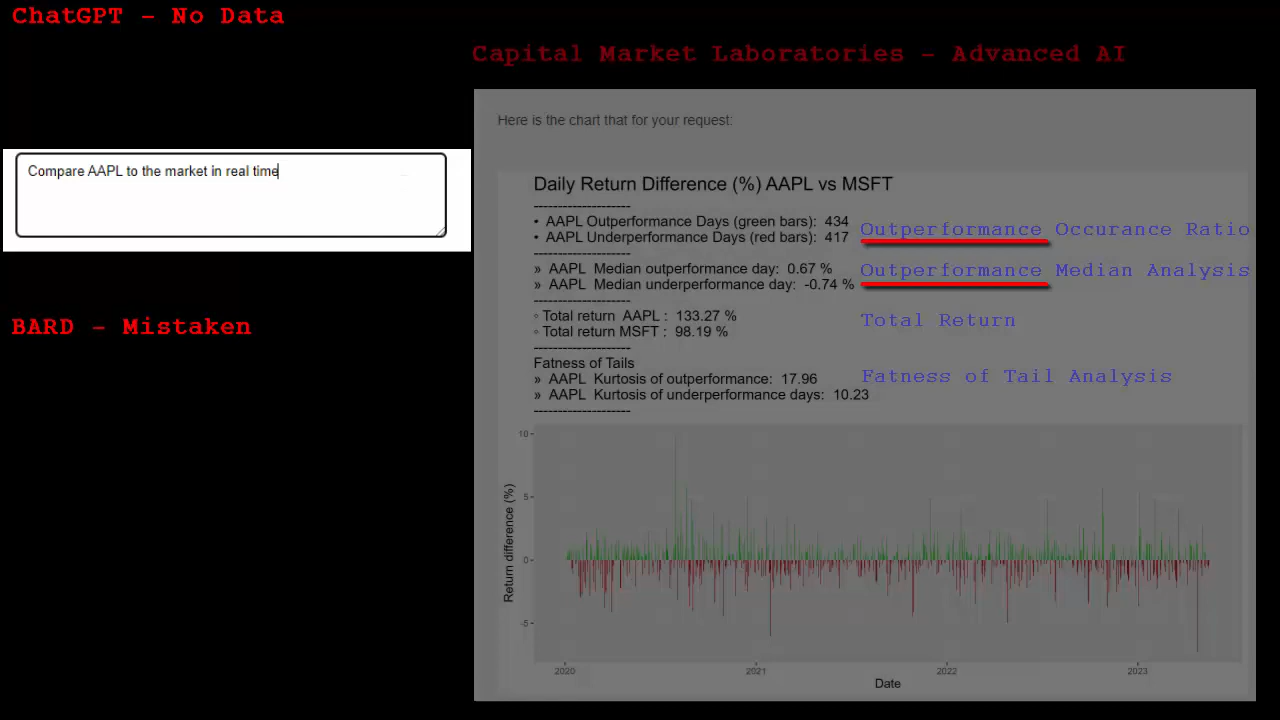 ChatGPT - No Data
Capital Market Laboratories - Advanced AI
Compare AAPL to the market in real time
BARD - Mistaken
Here is the chart that for your request:
Daily Return Difference (%) AAPL vs MSFT
--------------------
• AAPL Outperformance Days (green bars): 434
• AAPL Underperformance Days (red bars): 417
Outperformance Occurance Ratio
--------------------
» AAPL Median outperformance day: 0.67 %
» AAPL Median underperformance day: -0.74 %
Outperformance Median Analysis
--------------------
◦ Total return AAPL : 133.27 %
◦ Total return MSFT : 98.19 %
Total Return
--------------------
Fatness of Tails
» AAPL Kurtosis of outperformance: 17.96
» AAPL Kurtosis of underperformance days: 10.23
Fatness of Tail Analysis
--------------------
10
5
0
-5
Return difference (%)
2020 2021 2022 2023
Date